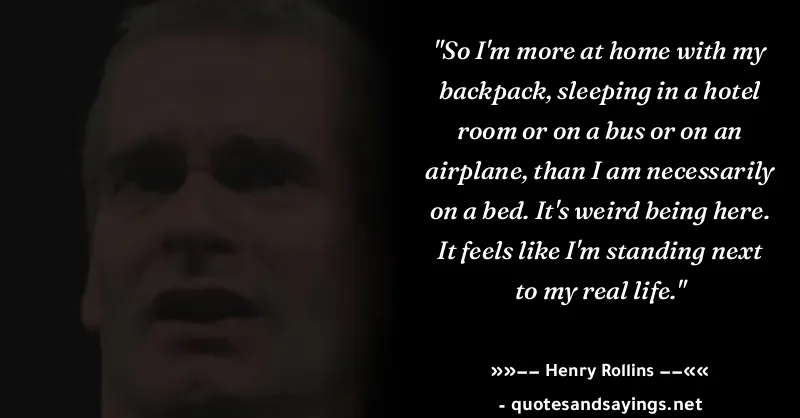 "So I'm more at home with my
backpack, sleeping in a hotel
room or on a bus or on an
airplane, than I am necessarily
on a bed. It's weird being here.
It feels like I'm standing next
to my real life."
»»—— Henry Rollins ——««
- quotesandsayings.net